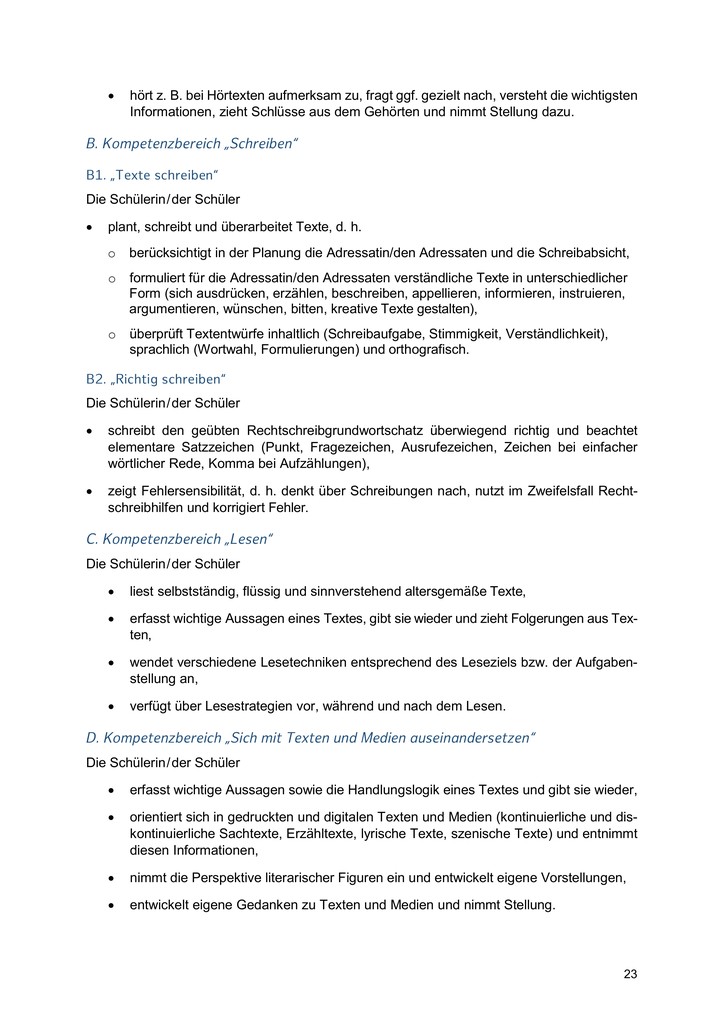 • hört z. B. bei Hörtexten aufmerksam zu, fragt ggf. gezielt nach, versteht die wichtigsten
Informationen, zieht Schlüsse aus dem Gehörten und nimmt Stellung dazu.
B. Kompetenzbereich „Schreiben“
B1. „Texte schreiben“
Die Schülerin/der Schüler
• plant, schreibt und überarbeitet Texte, d. h.
o berücksichtigt in der Planung die Adressatin/den Adressaten und die Schreibabsicht,
o formuliert für die Adressatin/den Adressaten verständliche Texte in unterschiedlicher
Form (sich ausdrücken, erzählen, beschreiben, appellieren, informieren, instruieren,
argumentieren, wünschen, bitten, kreative Texte gestalten),
o überprüft Textentwürfe inhaltlich (Schreibaufgabe, Stimmigkeit, Verständlichkeit),
sprachlich (Wortwahl, Formulierungen) und orthografisch.
B2. „Richtig schreiben“
Die Schülerin/der Schüler
• schreibt den geübten Rechtschreibgrundwortschatz überwiegend richtig und beachtet
elementare Satzzeichen (Punkt, Fragezeichen, Ausrufezeichen, Zeichen bei einfacher
wörtlicher Rede, Komma bei Aufzählungen),
• zeigt Fehlersensibilität, d. h. denkt über Schreibungen nach, nutzt im Zweifelsfall Recht-
schreibhilfen und korrigiert Fehler.
C. Kompetenzbereich „Lesen“
Die Schülerin/der Schüler
• liest selbstständig, flüssig und sinnverstehend altersgemäße Texte,
• erfasst wichtige Aussagen eines Textes, gibt sie wieder und zieht Folgerungen aus Tex-
ten,
• wendet verschiedene Lesetechniken entsprechend des Leseziels bzw. der Aufgaben-
stellung an,
• verfügt über Lesestrategien vor, während und nach dem Lesen.
D. Kompetenzbereich „Sich mit Texten und Medien auseinandersetzen“
Die Schülerin/der Schüler
• erfasst wichtige Aussagen sowie die Handlungslogik eines Textes und gibt sie wieder,
• orientiert sich in gedruckten und digitalen Texten und Medien (kontinuierliche und dis-
kontinuierliche Sachtexte, Erzähltexte, lyrische Texte, szenische Texte) und entnimmt
diesen Informationen,
• nimmt die Perspektive literarischer Figuren ein und entwickelt eigene Vorstellungen,
• entwickelt eigene Gedanken zu Texten und Medien und nimmt Stellung.
23